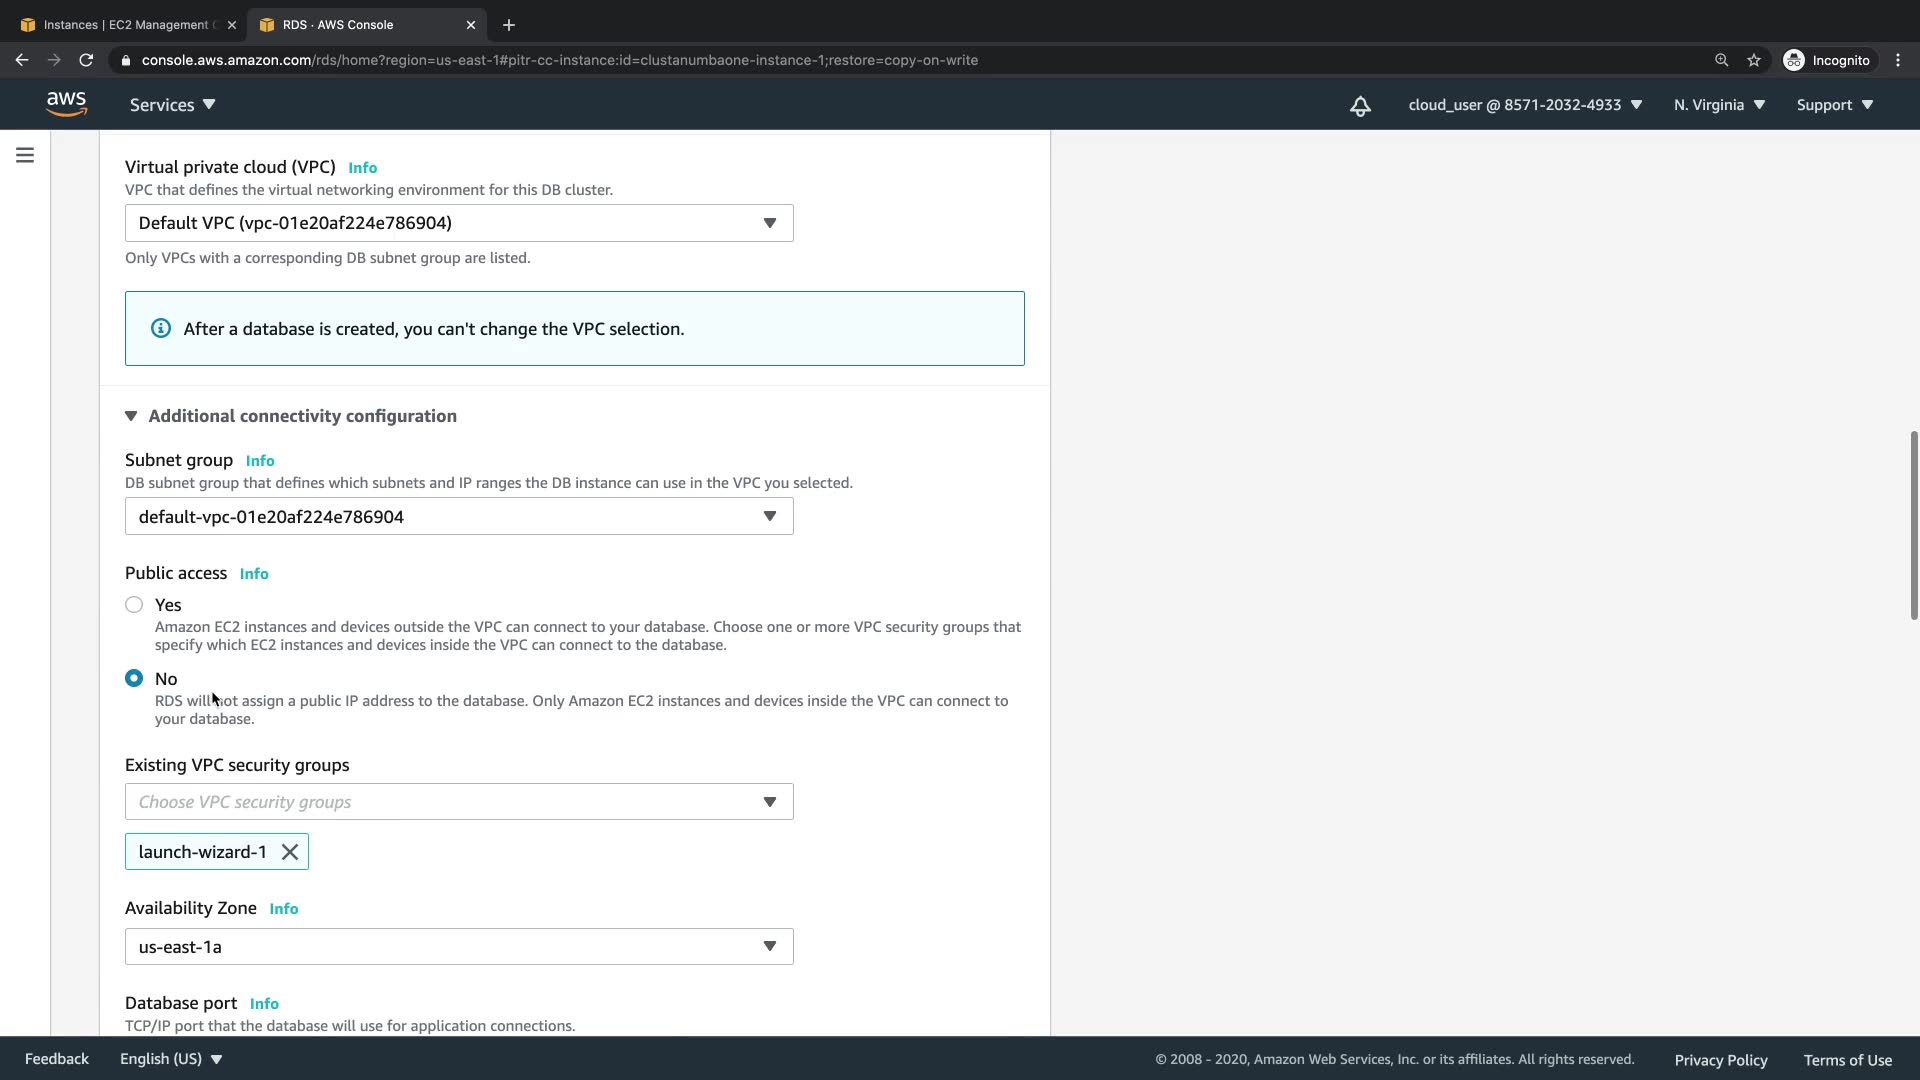 Instances | EC2 Management C
RDS · AWS Console
console.aws.amazon.com/rds/home?region=us-east-1#pitr-cc-instance:id=clustanumbaone-instance-1;restore=copy-on-write
Incognito
aws
Services
cloud_user @ 8571-2032-4933
N. Virginia
Support
Virtual private cloud (VPC) Info
VPC that defines the virtual networking environment for this DB cluster.
Default VPC (vpc-01e20af224e786904)
Only VPCs with a corresponding DB subnet group are listed.
After a database is created, you can't change the VPC selection.
Additional connectivity configuration
Subnet group Info
DB subnet group that defines which subnets and IP ranges the DB instance can use in the VPC you selected.
default-vpc-01e20af224e786904
Public access Info
Yes
Amazon EC2 instances and devices outside the VPC can connect to your database. Choose one or more VPC security groups that
specify which EC2 instances and devices inside the VPC can connect to the database.
No
RDS will not assign a public IP address to the database. Only Amazon EC2 instances and devices inside the VPC can connect to
your database.
Existing VPC security groups
Choose VPC security groups
launch-wizard-1
Availability Zone Info
us-east-1a
Database port Info
TCP/IP port that the database will use for application connections.
Feedback
English (US)
© 2008 - 2020, Amazon Web Services, Inc. or its affiliates. All rights reserved.
Privacy Policy
Terms of Use